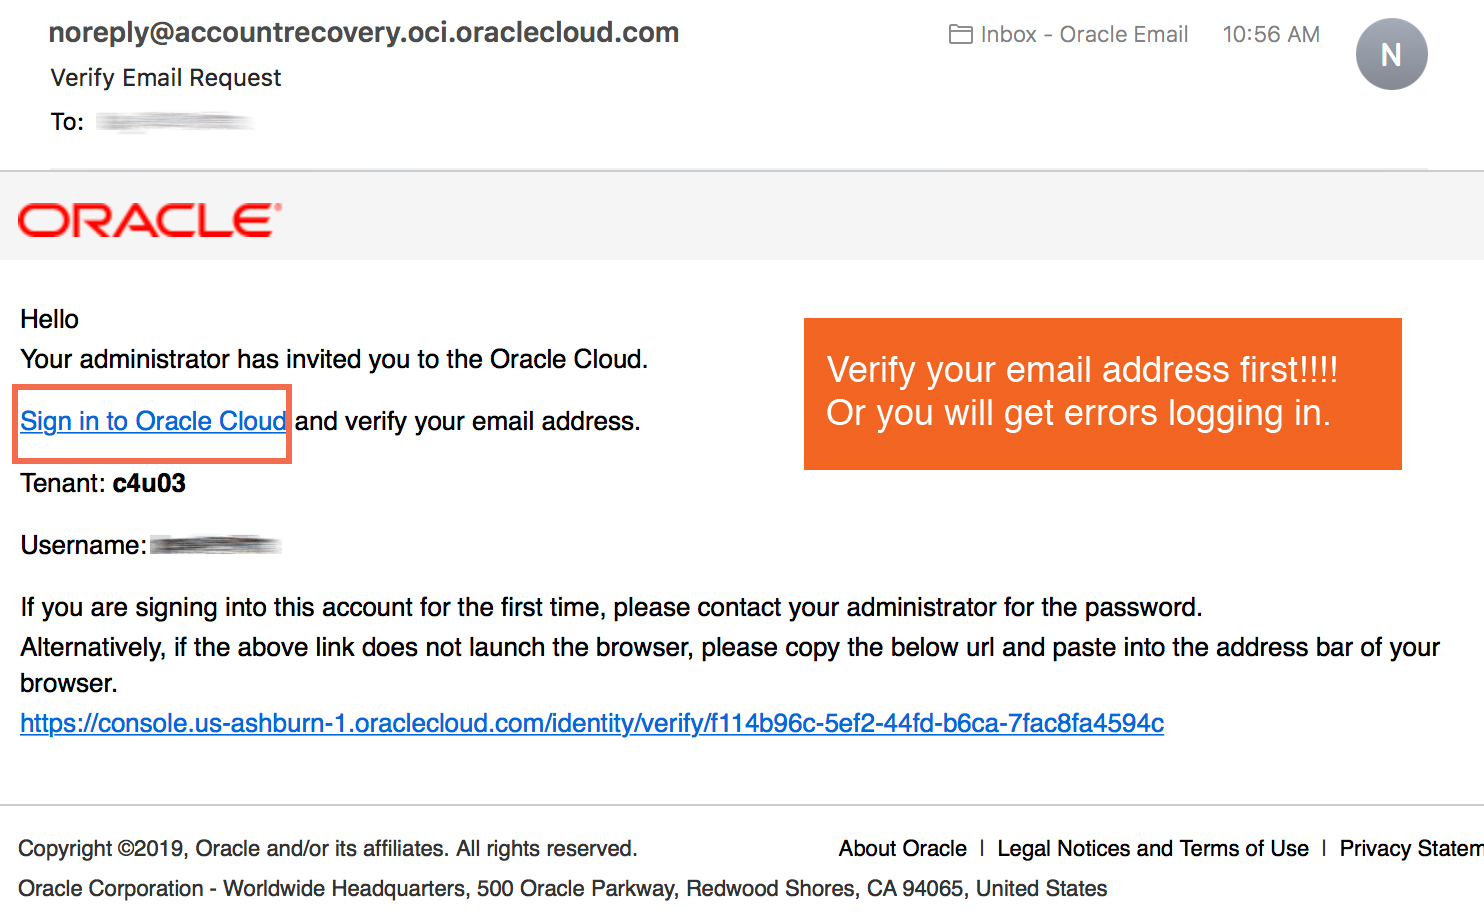 noreply@accountrecovery.oci.oraclecloud.com
Inbox - Oracle Email 10:56 AM
N
Verify Email Request
To:
ORACLE®
Hello
Your administrator has invited you to the Oracle Cloud.
Sign in to Oracle Cloud and verify your email address.
Verify your email address first!!!!
Or you will get errors logging in.
Tenant: c4u03
Username:
If you are signing into this account for the first time, please contact your administrator for the password.
Alternatively, if the above link does not launch the browser, please copy the below url and paste into the address bar of your
browser.
https://console.us-ashburn-1.oraclecloud.com/identity/verify/f114b96c-5ef2-44fd-b6ca-7fac8fa4594c
Copyright ©2019, Oracle and/or its affiliates. All rights reserved.
About Oracle | Legal Notices and Terms of Use | Privacy Statem
Oracle Corporation - Worldwide Headquarters, 500 Oracle Parkway, Redwood Shores, CA 94065, United States